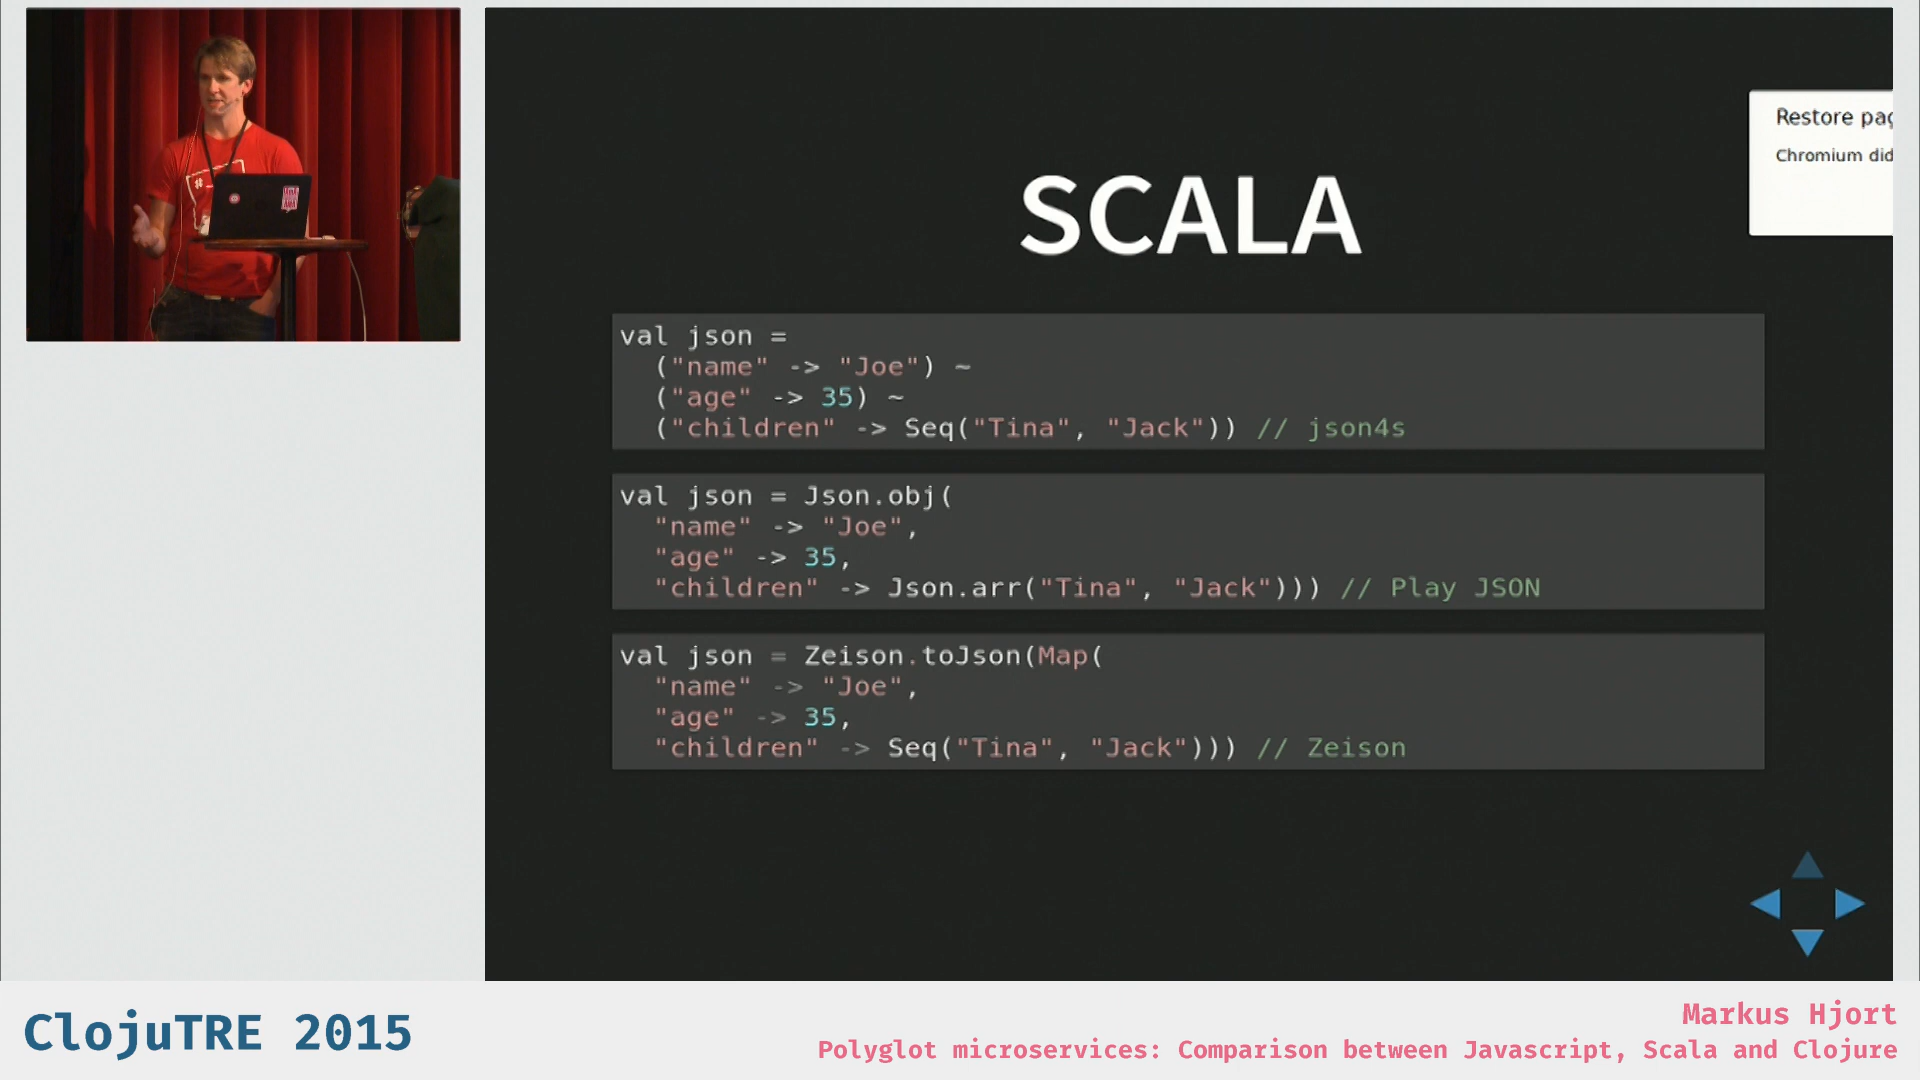 SCALA
Restore pa
Chromium did
val json =
  ("name" -> "Joe") ~
  ("age" -> 35) ~
  ("children" -> Seq("Tina", "Jack")) // json4s
val json = Json.obj(
  "name" -> "Joe",
  "age" -> 35,
  "children" -> Json.arr("Tina", "Jack"))) // Play JSON
val json = Zeison.toJson(Map(
  "name" -> "Joe",
  "age" -> 35,
  "children" -> Seq("Tina", "Jack"))) // Zeison
ClojuTRE 2015
Markus Hjort
Polyglot microservices: Comparison between Javascript, Scala and Clojure